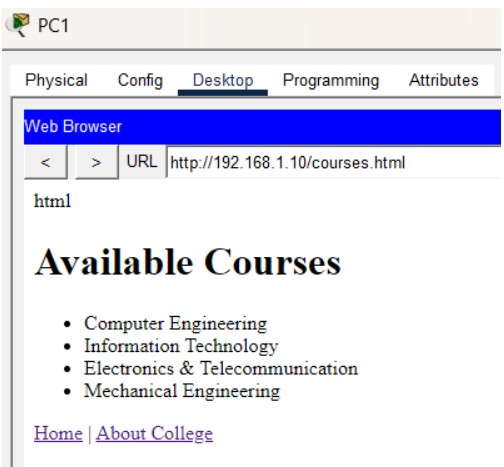 PC1
Physical Config Desktop Programming Attributes
Web Browser
< > URL http://192.168.1.10/courses.html
html
Available Courses
• Computer Engineering
• Information Technology
• Electronics & Telecommunication
• Mechanical Engineering
Home | About College